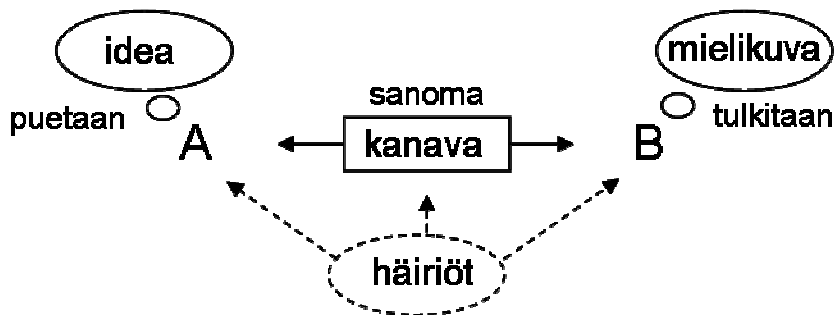 idea
mielikuva
sanoma
puetaan
tulkitaan
A
kanava
B
häiriöt